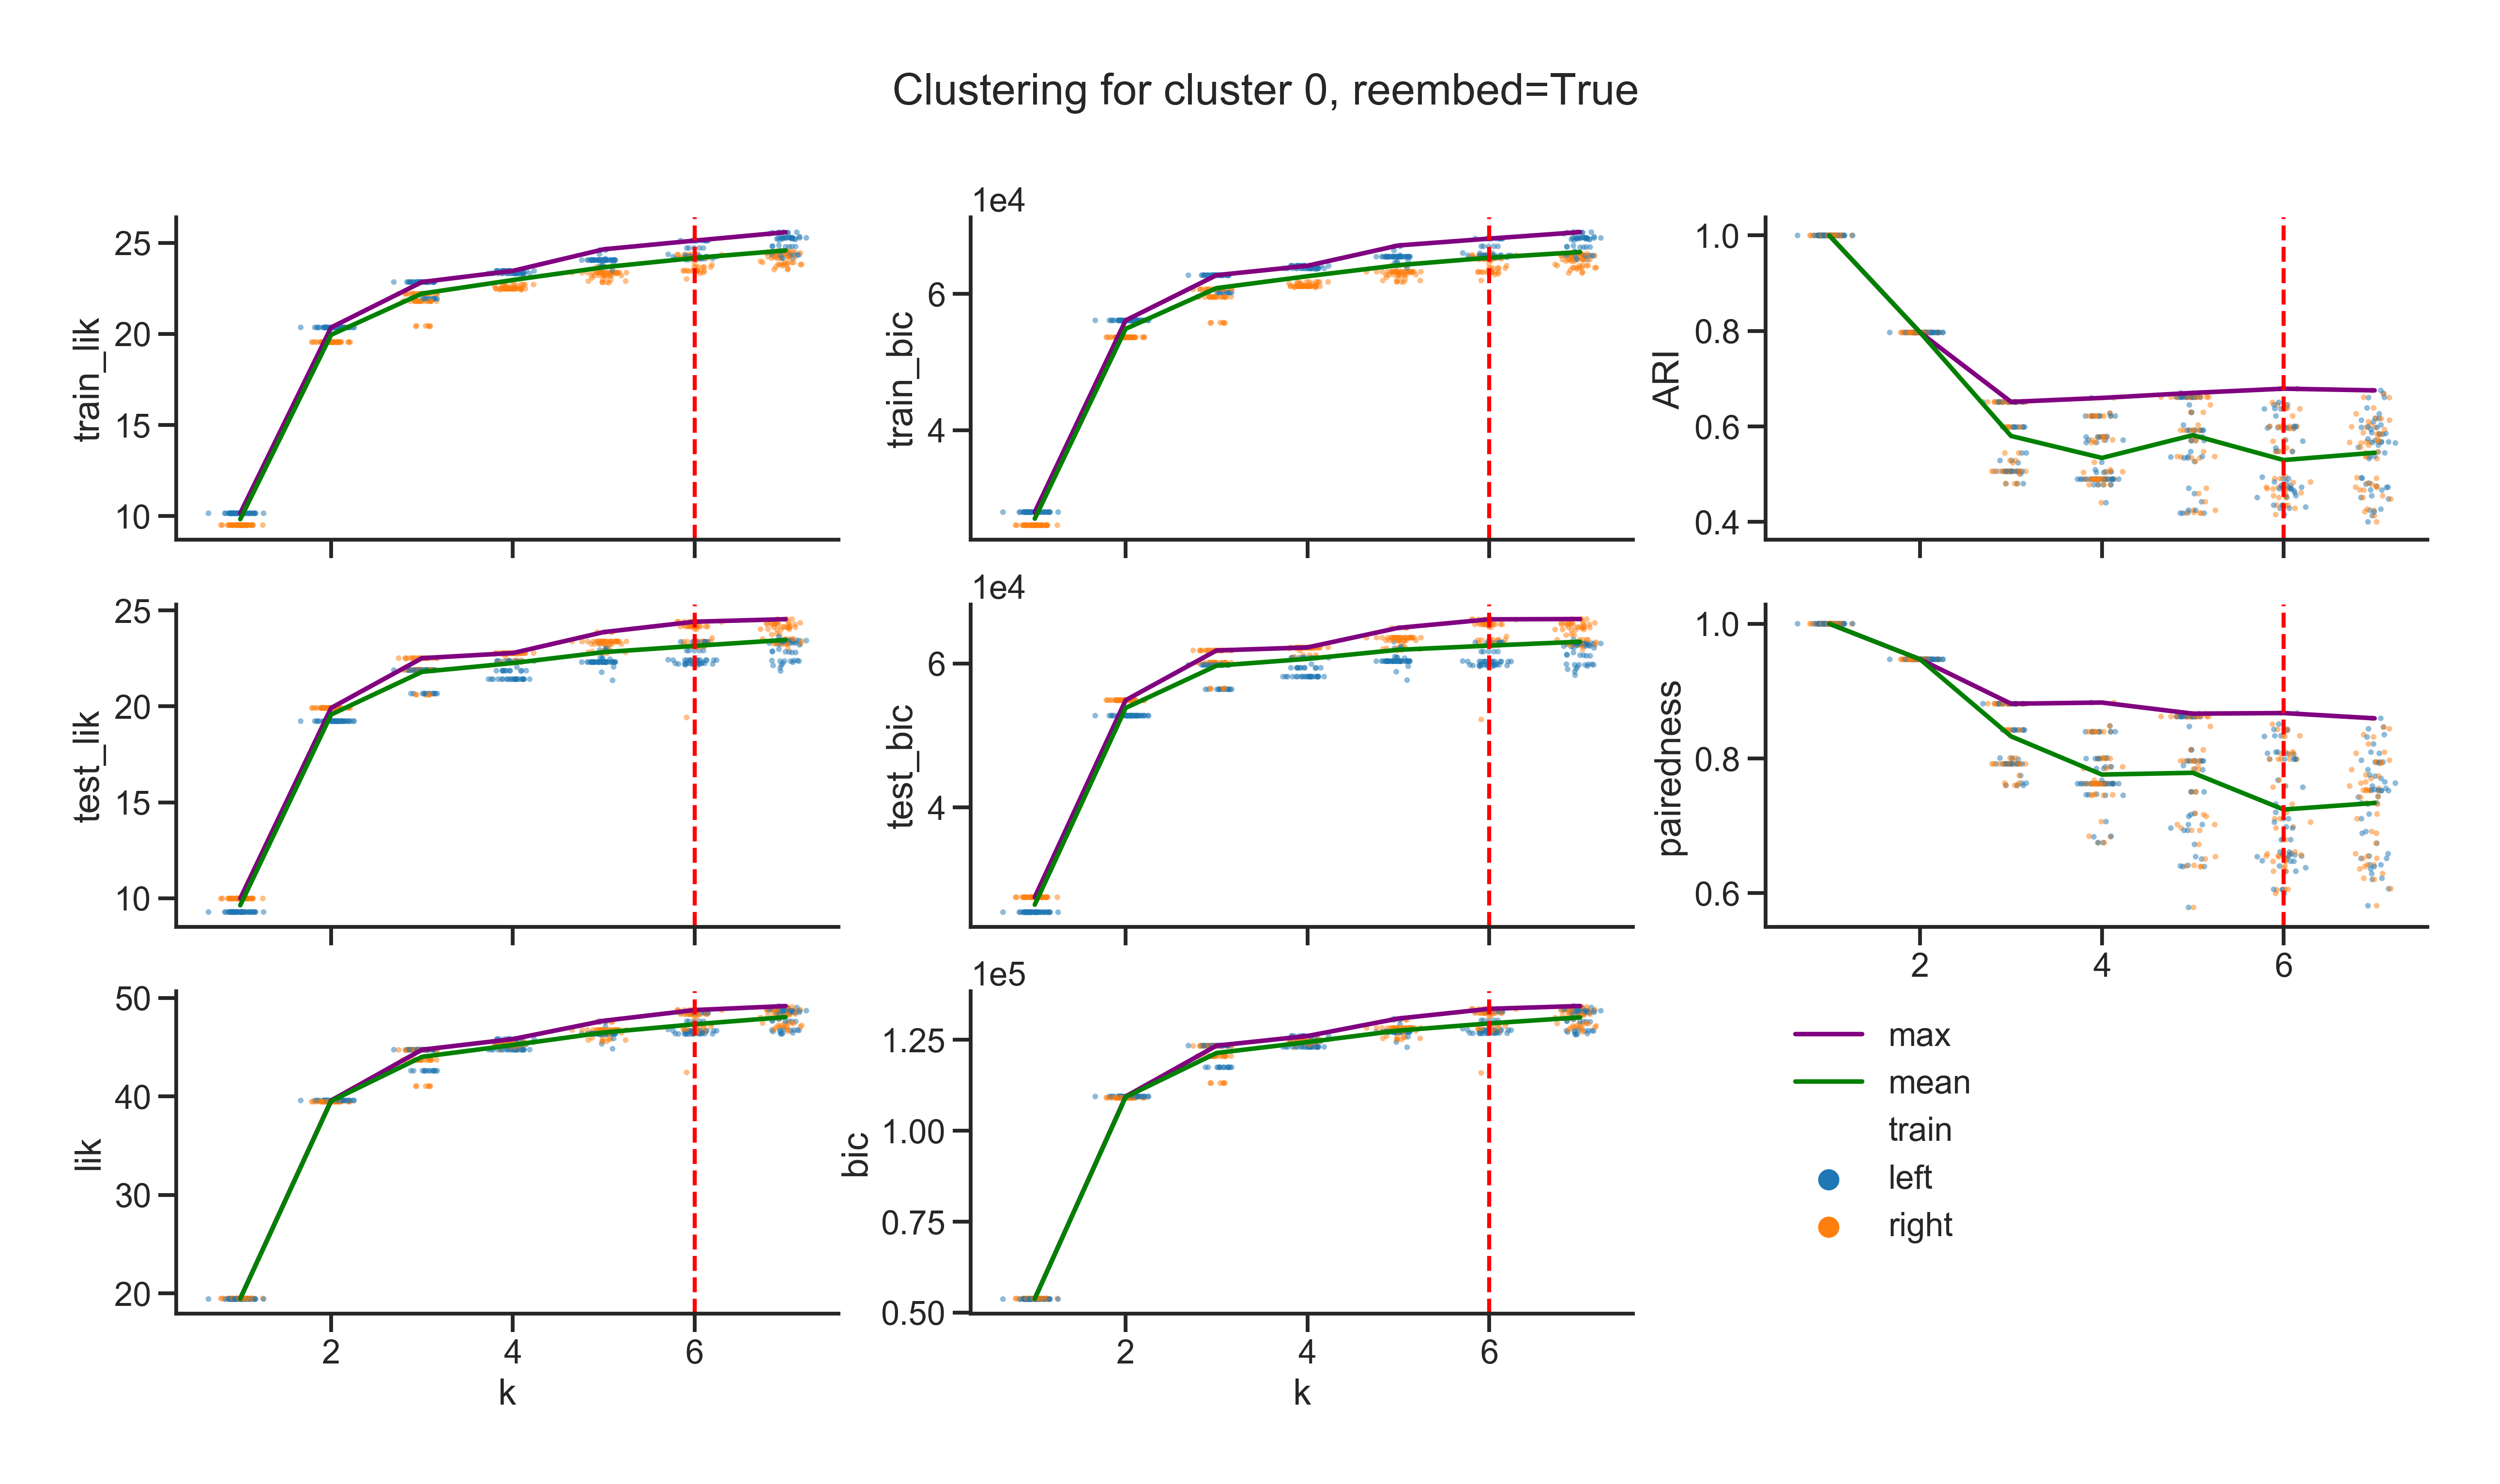 Clustering for cluster 0, reembed=True
train_lik
25
20
15
10
1e4
train_bic
6
4
ARI
1.0
0.8
0.6
0.4
test_lik
25
20
15
10
1e4
test_bic
6
4
pairedness
1.0
0.8
0.6
2 4 6
lik
50
40
30
20
2 4 6
k
1e5
bic
1.25
1.00
0.75
0.50
2 4 6
k
max
mean
train
left
right